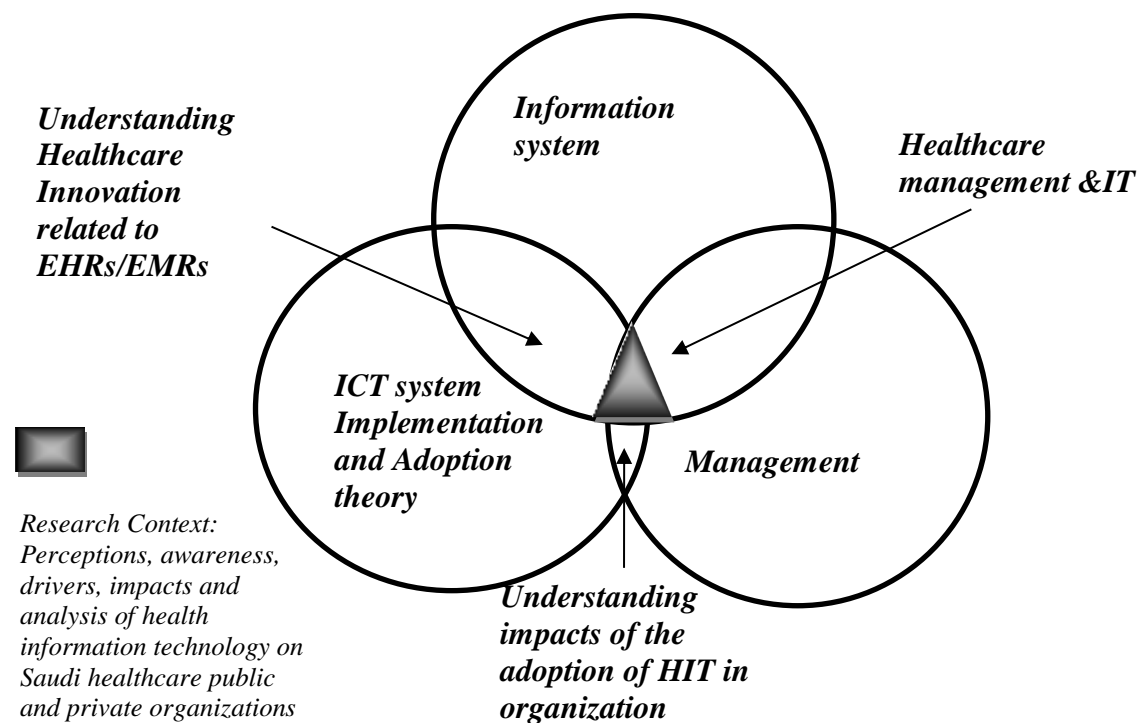 Information
system
Understanding
Healthcare
Innovation
related to
EHRs/EMRs
Healthcare
management &IT
ICT system
Implementation
and Adoption
theory
Management
Research Context:
Perceptions, awareness,
drivers, impacts and
analysis of health
information technology on
Saudi healthcare public
and private organizations
Understanding
impacts of the
adoption of HIT in
organization